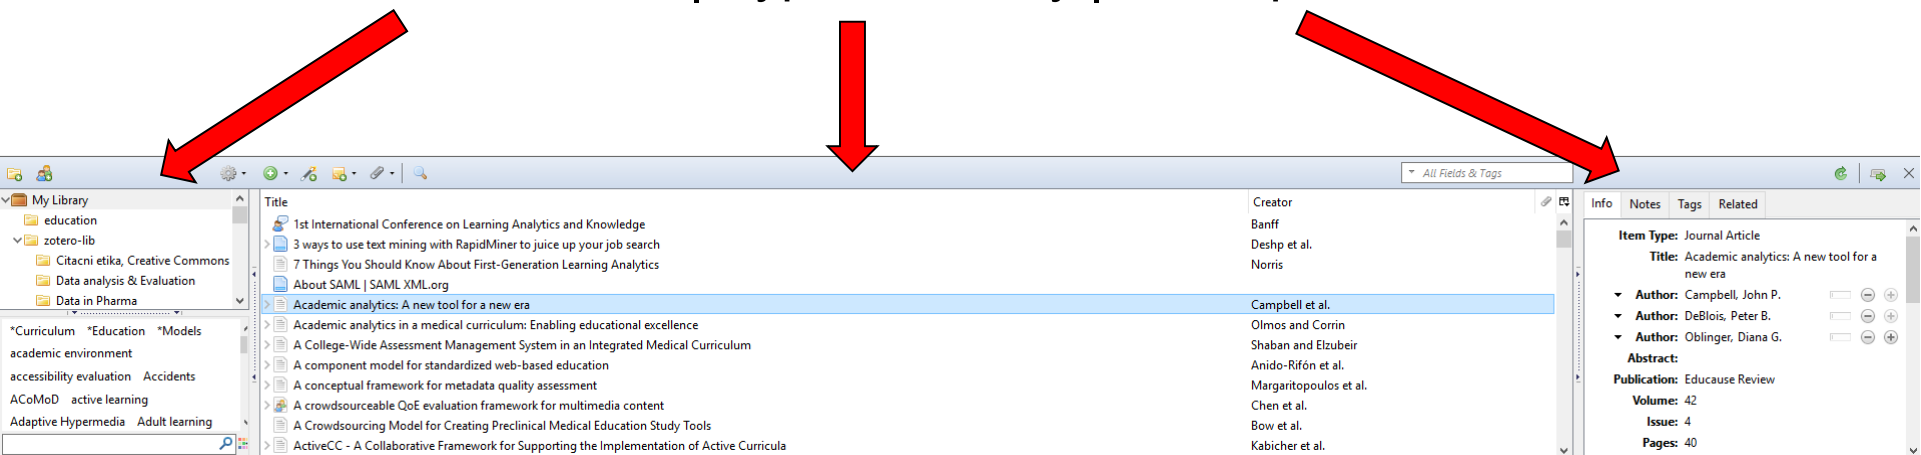 All Fields & Tags
My Library
education
zotero-lib
Citacni etika, Creative Commons
Data analysis & Evaluation
Data in Pharma
*Curriculum *Education *Models
academic environment
accessibility evaluation Accidents
ACoMoD active learning
Adaptive Hypermedia Adult learning
Title Creator
1st International Conference on Learning Analytics and Knowledge Banff
3 ways to use text mining with RapidMiner to juice up your job search Deshp et al.
7 Things You Should Know About First-Generation Learning Analytics Norris
About SAML | SAML XML.org
Academic analytics: A new tool for a new era Campbell et al.
Academic analytics in a medical curriculum: Enabling educational excellence Olmos and Corrin
A College-Wide Assessment Management System in an Integrated Medical Curriculum Shaban and Elzubeir
A component model for standardized web-based education Anido-Rifón et al.
A conceptual framework for metadata quality assessment Margaritopoulos et al.
A crowdsourceable QoE evaluation framework for multimedia content Chen et al.
A Crowdsourcing Model for Creating Preclinical Medical Education Study Tools Bow et al.
ActiveCC - A Collaborative Framework for Supporting the Implementation of Active Curricula Kabicher et al.
Info Notes Tags Related
Item Type: Journal Article
Title: Academic analytics: A new tool for a
new era
Author: Campbell, John P.
Author: DeBlois, Peter B.
Author: Oblinger, Diana G.
Abstract:
Publication: Educause Review
Volume: 42
Issue: 4
Pages: 40